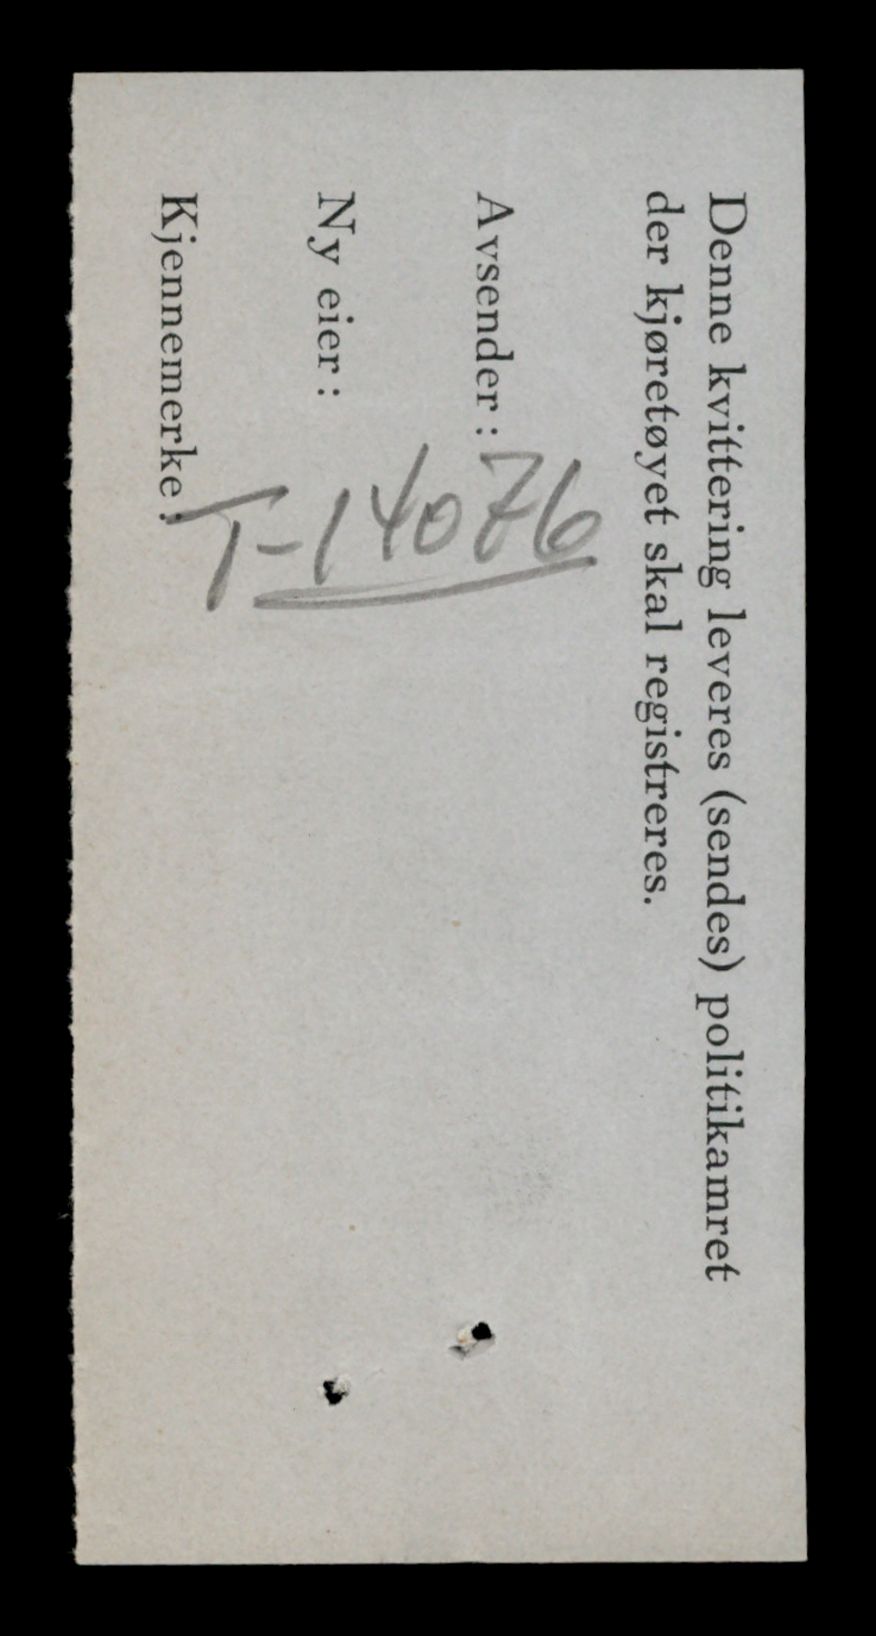 Denne kvittering leveres (sendes) politikamret
der kjøretøyet skal registreres.
Avsender :
Ny eier :
Kjennemerke :
T-14076